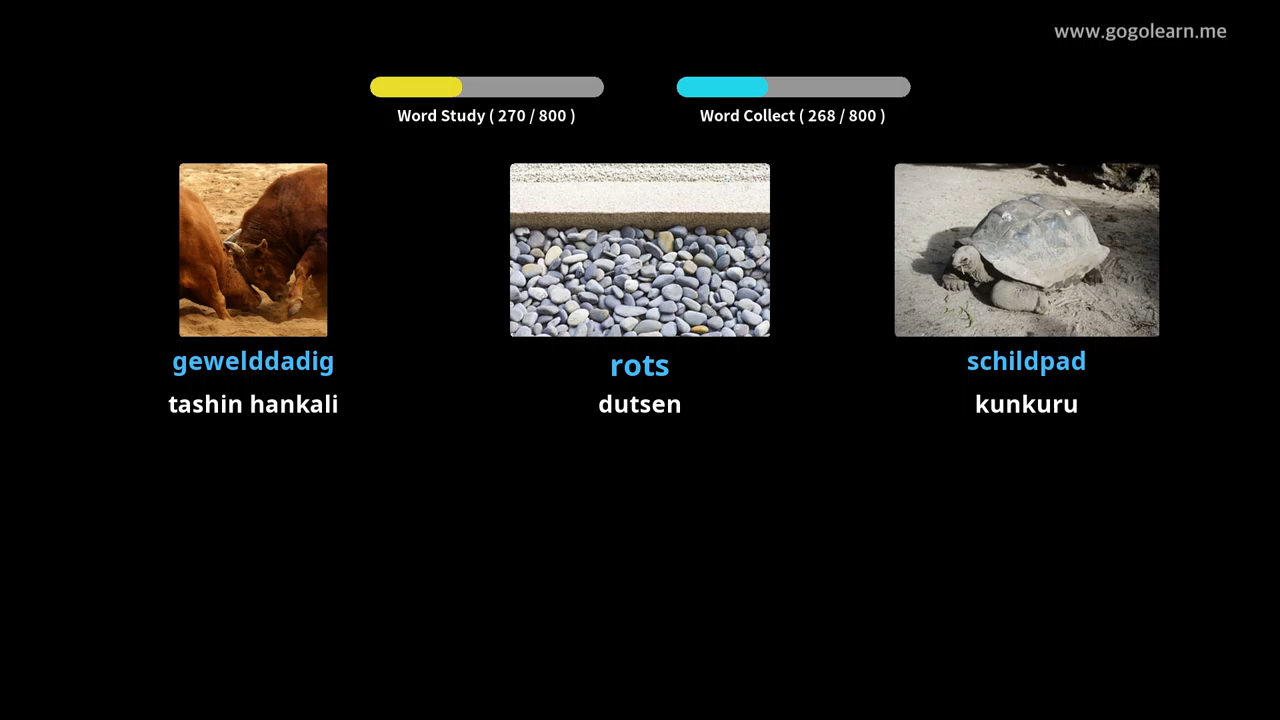 www.gogolearn.me
Word Study ( 270 / 800 )
Word Collect ( 268 / 800 )
gewelddadig
rots
schildpad
tashin hankali
dutsen
kunkuru